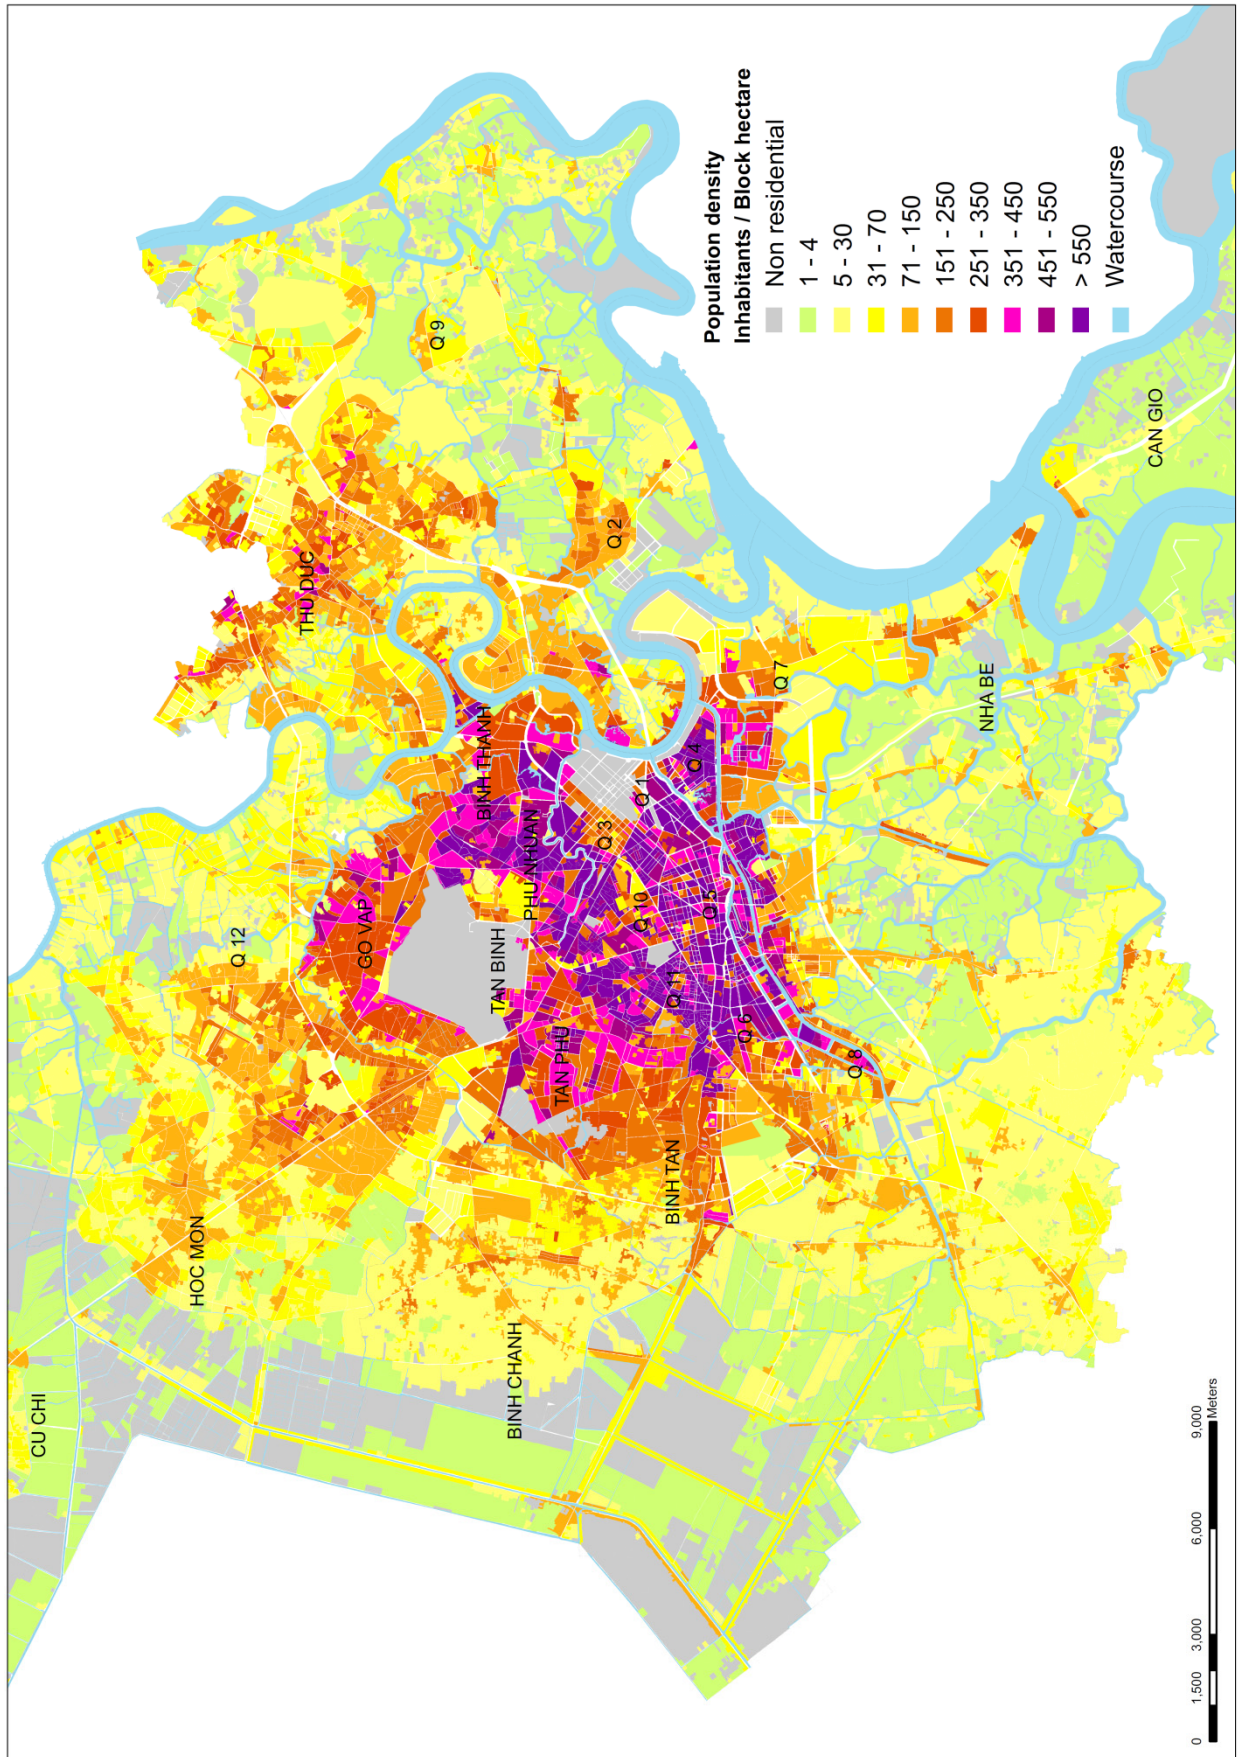 CU CHI
HOC MON
Q 12
GO VAP
THU DUC
Q 9
BINH CHANH
TAN BINH
PHU NHUAN
BINH THANH
TAN PHU
Q 3
Q 2
BINH TAN
Q 11
Q 10
Q 1
Q 6
Q 5
Q 4
Q 7
Q 8
NHA BE
CAN GIO
Population density
Inhabitants / Block hectare
Non residential
1 - 4
5 - 30
31 - 70
71 - 150
151 - 250
251 - 350
351 - 450
451 - 550
> 550
Watercourse
0 1.500 3.000 6.000 9.000
Meters